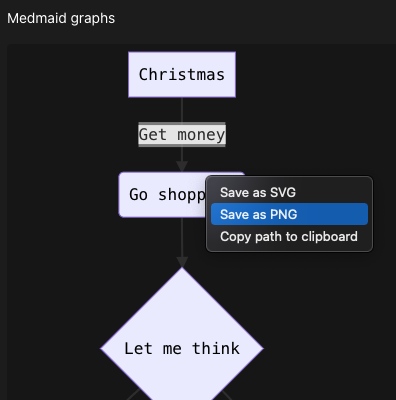 Medmaid graphs
Christmas
Get money
Go shopp
Save as SVG
Save as PNG
Copy path to clipboard
Let me think